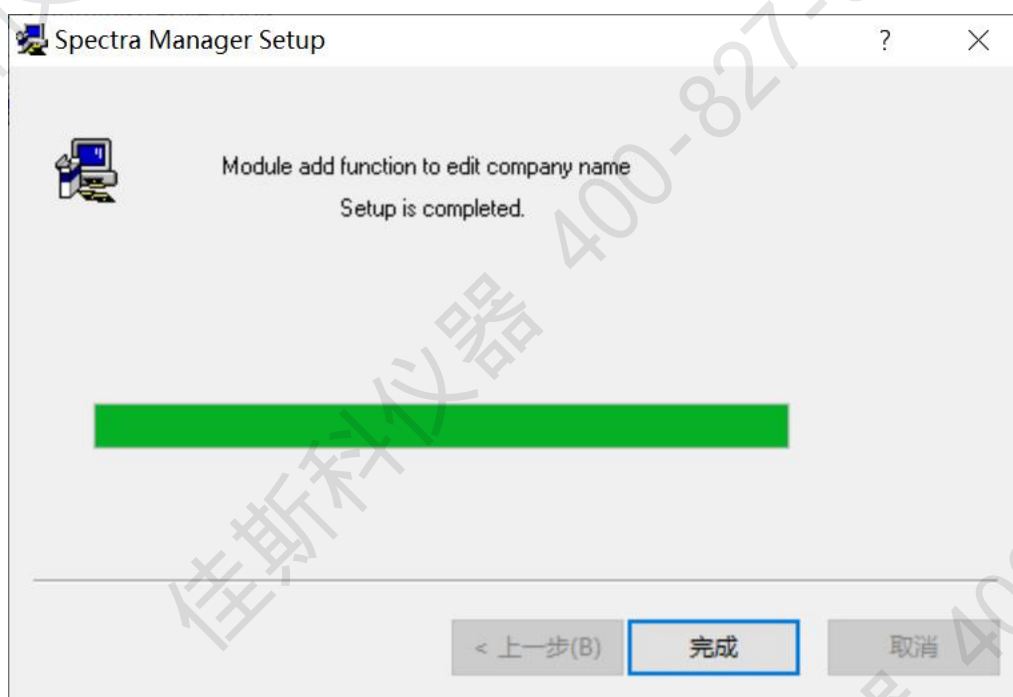 Spectra Manager Setup
?
Module add function to edit company name
Setup is completed.
佳斯科仪器 400-827-
< 上一步(B)
完成
取消